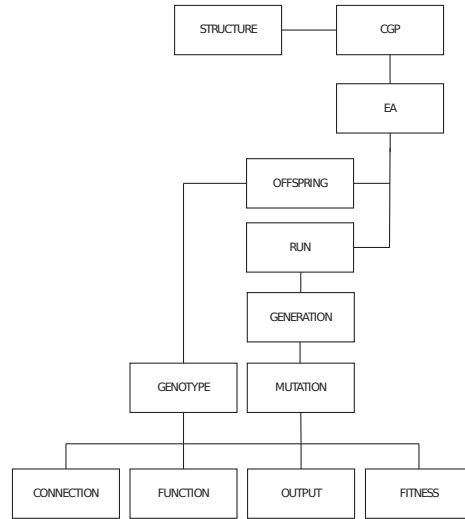 STRUCTURE
CGP
EA
OFFSPRING
RUN
GENERATION
GENOTYPE
MUTATION
CONNECTION
FUNCTION
OUTPUT
FITNESS